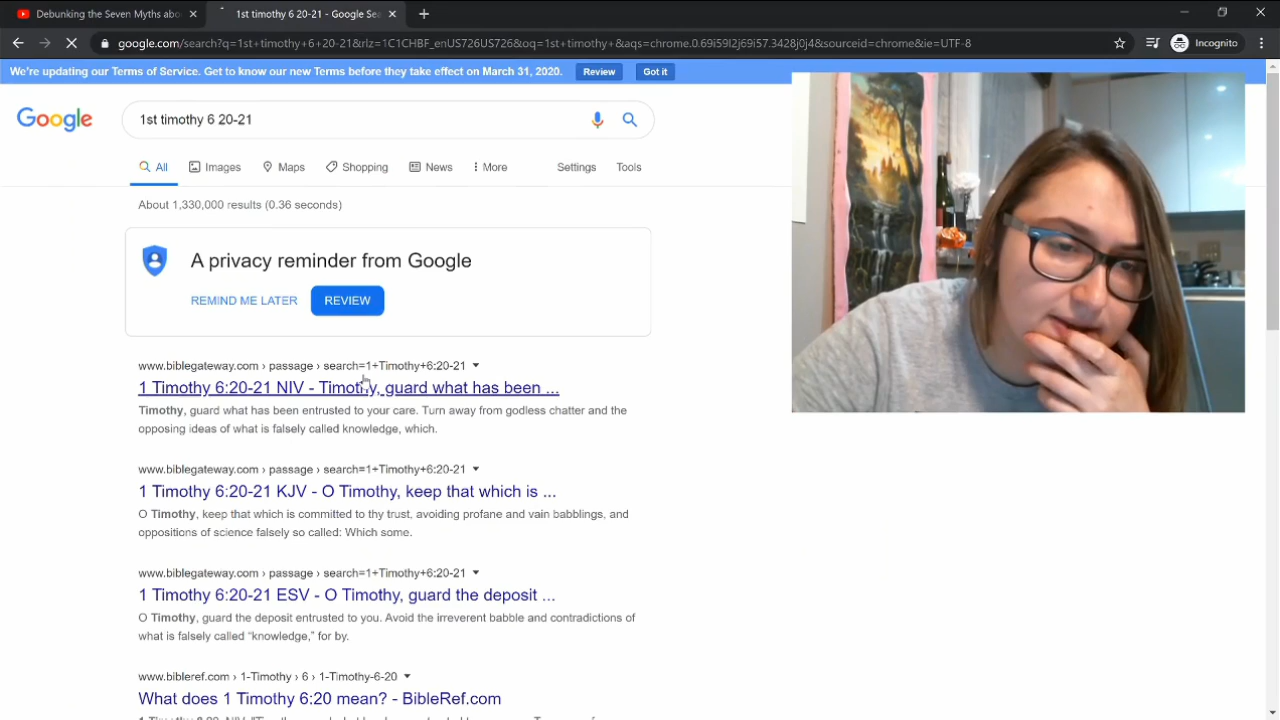 Debunking the Seven Myths abo
1st timothy 6 20-21 - Google Sea
google.com/search?q=1st+timothy+6+20-21&rlz=1C1CHBF_enUS726US726&oq=1st+timothy+&aqs=chrome.0.69i59l2j69i57.3428j0j4&sourceid=chrome&ie=UTF-8
Incognito
We're updating our Terms of Service. Get to know our new Terms before they take effect on March 31, 2020.
Review
Got it
Google
1st timothy 6 20-21
All
Images
Maps
Shopping
News
More
Settings
Tools
About 1,330,000 results (0.36 seconds)
A privacy reminder from Google
REMIND ME LATER
REVIEW
www.biblegateway.com › passage › search=1+Timothy+6:20-21
1 Timothy 6:20-21 NIV - Timothy, guard what has been ...
Timothy, guard what has been entrusted to your care. Turn away from godless chatter and the
opposing ideas of what is falsely called knowledge, which.
www.biblegateway.com › passage › search=1+Timothy+6:20-21
1 Timothy 6:20-21 KJV - O Timothy, keep that which is ...
O Timothy, keep that which is committed to thy trust, avoiding profane and vain babblings, and
oppositions of science falsely so called: Which some.
www.biblegateway.com › passage › search=1+Timothy+6:20-21
1 Timothy 6:20-21 ESV - O Timothy, guard the deposit ...
O Timothy, guard the deposit entrusted to you. Avoid the irreverent babble and contradictions of
what is falsely called “knowledge,” for by.
www.bibleref.com › 1-Timothy › 6 › 1-Timothy-6-20
What does 1 Timothy 6:20 mean? - BibleRef.com